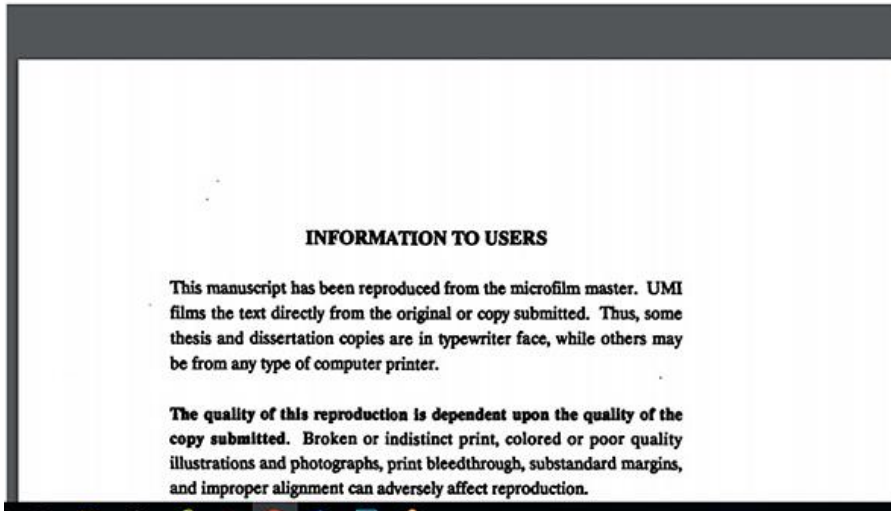 INFORMATION TO USERS
This manuscript has been reproduced from the microfilm master. UMI
films the text directly from the original or copy submitted. Thus, some
thesis and dissertation copies are in typewriter face, while others may
be from any type of computer printer.
The quality of this reproduction is dependent upon the quality of the
copy submitted. Broken or indistinct print, colored or poor quality
illustrations and photographs, print bleedthrough, substandard margins,
and improper alignment can adversely affect reproduction.